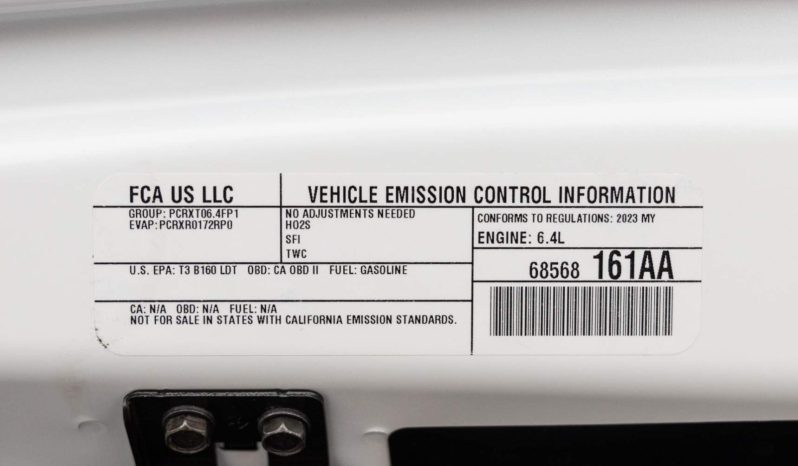 FCA US LLC
GROUP: PCRXT06.4FP1
EVAP: PCRXR0172RP0
VEHICLE EMISSION CONTROL INFORMATION
NO ADJUSTMENTS NEEDED
HO2S
SFI
TWC
CONFORMS TO REGULATIONS: 2023 MY
ENGINE: 6.4L
U.S. EPA: T3 B160 LDT OBD: CA OBD II FUEL: GASOLINE
68568 161AA
CA: N/A OBD: N/A FUEL: N/A
NOT FOR SALE IN STATES WITH CALIFORNIA EMISSION STANDARDS.